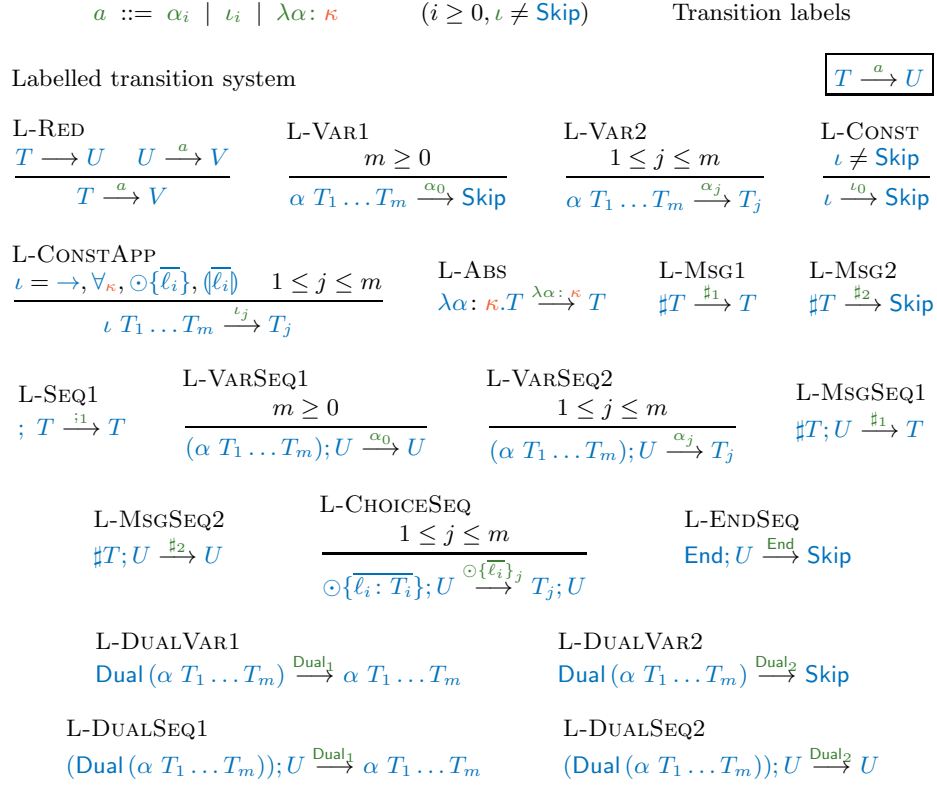 a ::= αᵢ | ιᵢ | λα: κ (i ≥ 0, ι ≠ Skip) Transition labels
Labelled transition system T —a→ U
L-Red L-Var1 L-Var2 L-Const
T ⟶ U U —a→ V m ≥ 0 1 ≤ j ≤ m ι ≠ Skip
T —a→ V α T₁ … Tₘ —α₀→ Skip α T₁ … Tₘ —αⱼ→ Tⱼ ι —ι₀→ Skip
L-ConstApp L-Abs L-Msg1 L-Msg2
ι = →, ∀κ, ⊙{ℓ̅ᵢ̅}, ⦇ℓ̅ᵢ̅⦈ 1 ≤ j ≤ m
ι T₁ … Tₘ —ιⱼ→ Tⱼ λα: κ.T —λα: κ→ T ♯T —♯₁→ T ♯T —♯₂→ Skip
L-Seq1 L-VarSeq1 L-VarSeq2 L-MsgSeq1
m ≥ 0 1 ≤ j ≤ m
; T —;₁→ T (α T₁ … Tₘ); U —α₀→ U (α T₁ … Tₘ); U —αⱼ→ Tⱼ ♯T; U —♯₁→ T
L-MsgSeq2 L-ChoiceSeq L-EndSeq
1 ≤ j ≤ m
♯T; U —♯₂→ U ⊙{ℓ̅ᵢ̅:̅ ̅T̅ᵢ̅}; U —⊙{ℓ̅ᵢ̅}ⱼ→ Tⱼ; U End; U —End→ Skip
L-DualVar1 L-DualVar2
Dual (α T₁ … Tₘ) —Dual₁→ α T₁ … Tₘ Dual (α T₁ … Tₘ) —Dual₂→ Skip
L-DualSeq1 L-DualSeq2
(Dual (α T₁ … Tₘ)); U —Dual₁→ α T₁ … Tₘ (Dual (α T₁ … Tₘ)); U —Dual₂→ U